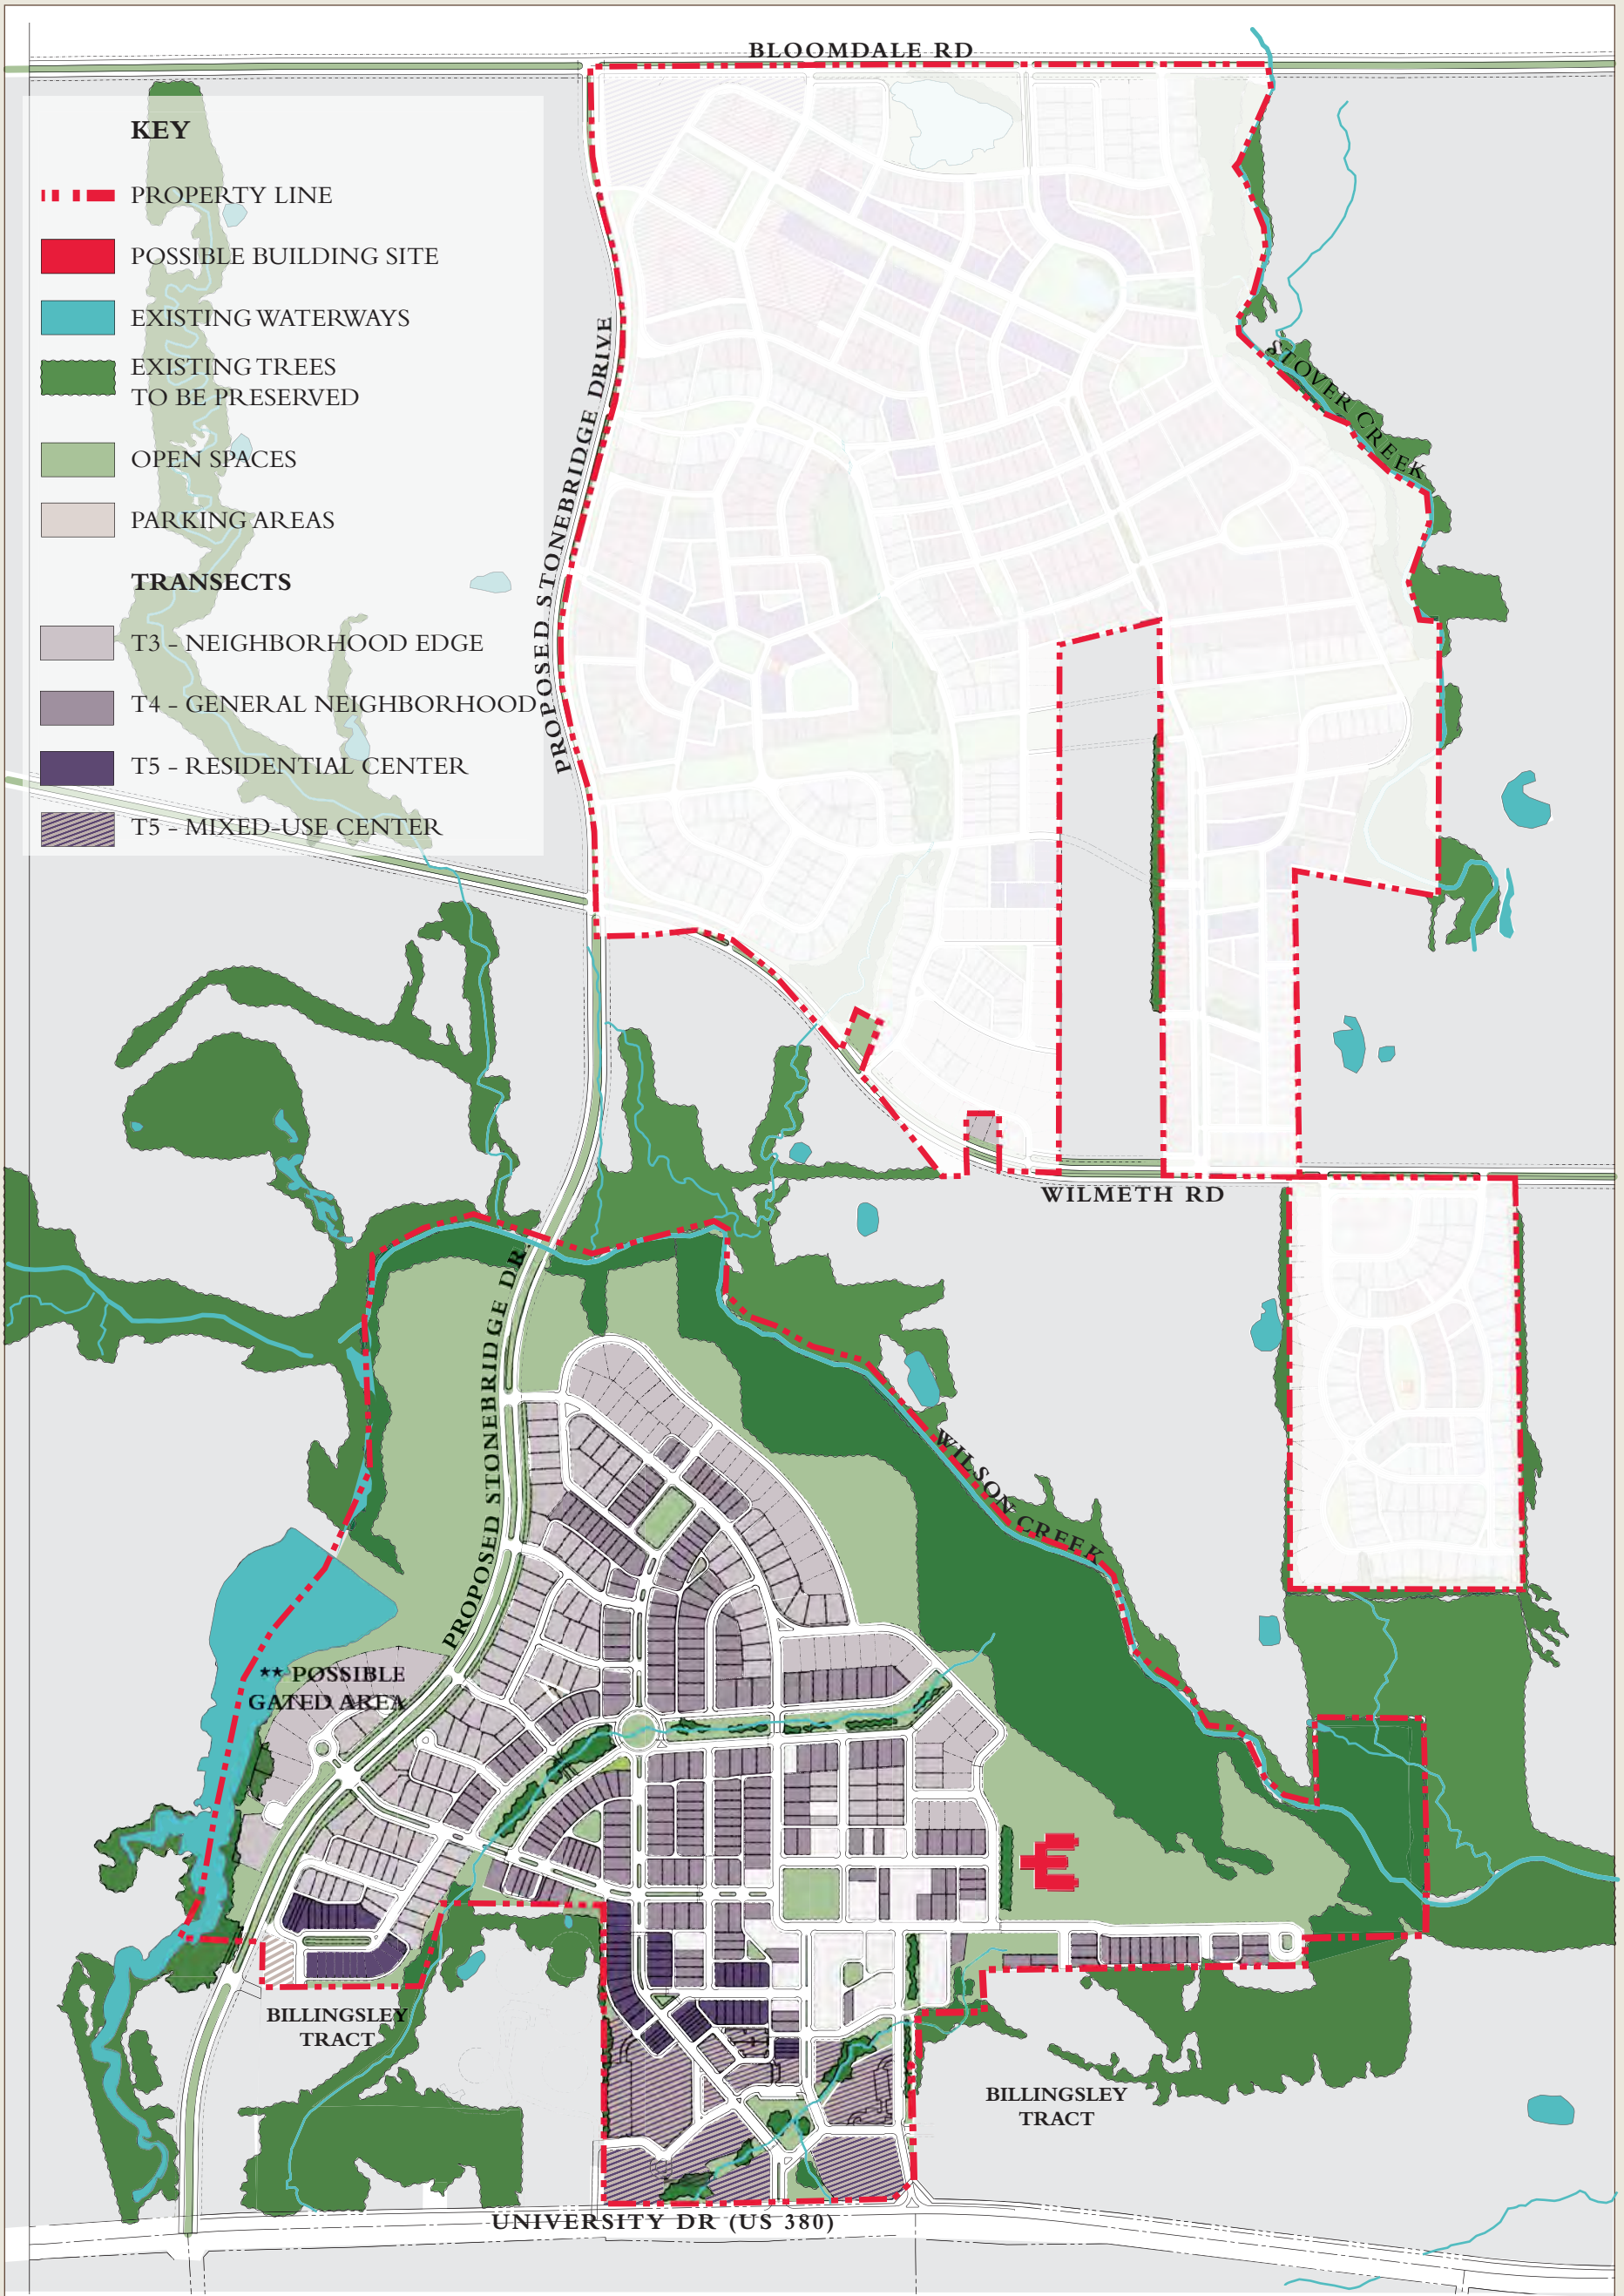 BLOOMDALE RD
KEY
PROPERTY LINE
POSSIBLE BUILDING SITE
EXISTING WATERWAYS
EXISTING TREES
TO BE PRESERVED
OPEN SPACES
PARKING AREAS
TRANSECTS
T3 - NEIGHBORHOOD EDGE
T4 - GENERAL NEIGHBORHOOD
T5 - RESIDENTIAL CENTER
T5 - MIXED-USE CENTER
PROPOSED STONEBRIDGE DRIVE
STOVER CREEK
WILMETH RD
PROPOSED STONEBRIDGE DR.
WILSON CREEK
** POSSIBLE
GATED AREA
BILLINGSLEY
TRACT
BILLINGSLEY
TRACT
UNIVERSITY DR (US 380)